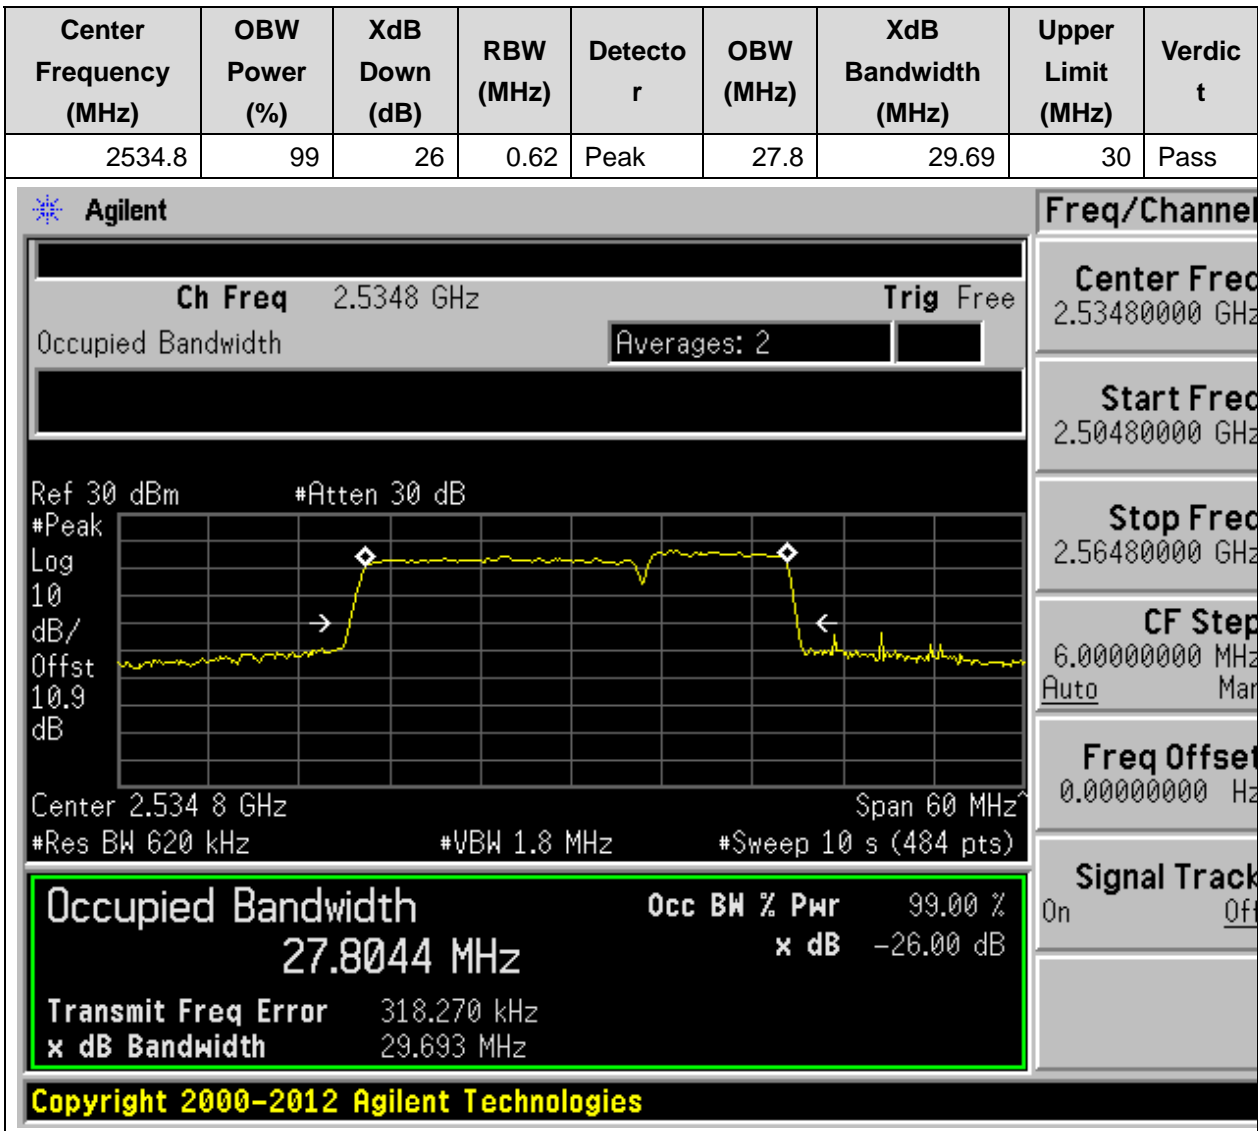 Center Frequency (MHz) OBW Power (%) XdB Down (dB) RBW (MHz) Detecto r OBW (MHz) XdB Bandwidth (MHz) Upper Limit (MHz) Verdic t
2534.8 99 26 0.62 Peak 27.8 29.69 30 Pass
Agilent
Freq/Channel
Ch Freq 2.5348 GHz Trig Free
Occupied Bandwidth Averages: 2
Center Freq
2.53480000 GHz
Start Freq
2.50480000 GHz
Stop Freq
2.56480000 GHz
CF Step
6.00000000 MHz
Auto Man
Freq Offset
0.00000000 Hz
Signal Track
On Off
Ref 30 dBm #Atten 30 dB
#Peak
Log
10
dB/
Offst
10.9
dB
Center 2.534 8 GHz Span 60 MHz^
#Res BW 620 kHz #VBW 1.8 MHz #Sweep 10 s (484 pts)
Occupied Bandwidth Occ BW % Pwr 99.00 %
27.8044 MHz x dB -26.00 dB
Transmit Freq Error 318.270 kHz
x dB Bandwidth 29.693 MHz
Copyright 2000-2012 Agilent Technologies